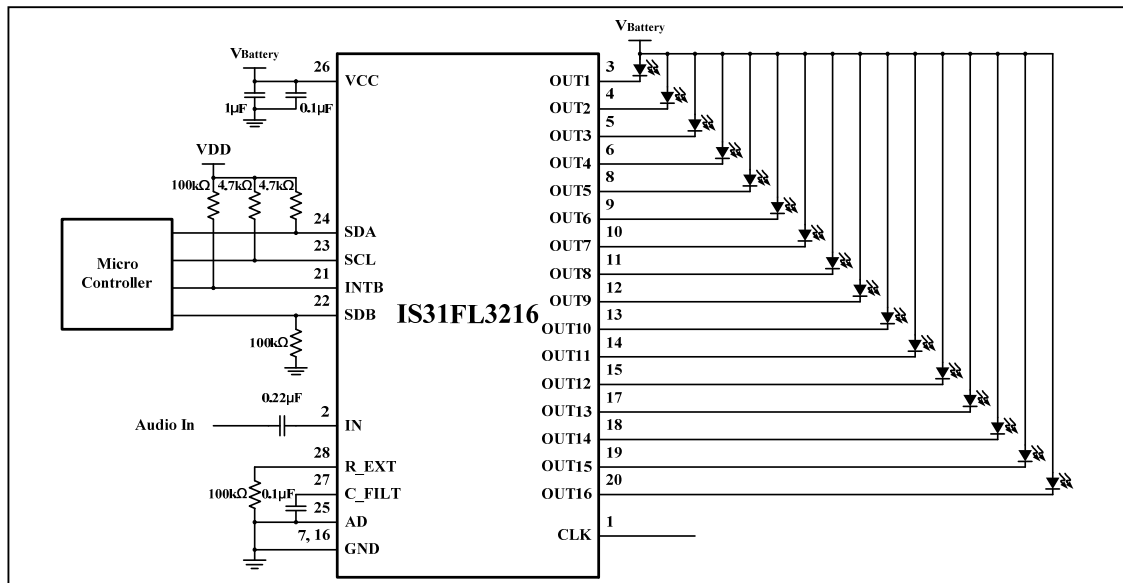 VBattery
26
VCC
1μF
0.1μF
VDD
100kΩ
4.7kΩ
4.7kΩ
24
SDA
23
SCL
21
INTB
22
SDB
Micro
Controller
100kΩ
0.22μF
Audio In
2
IN
28
R_EXT
27
C_FILT
100kΩ
0.1μF
25
AD
7, 16
GND
IS31FL3216
VBattery
OUT1
3
OUT2
4
OUT3
5
OUT4
6
OUT5
8
OUT6
9
OUT7
10
OUT8
11
OUT9
12
OUT10
13
OUT11
14
OUT12
15
OUT13
17
OUT14
18
OUT15
19
OUT16
20
CLK
1